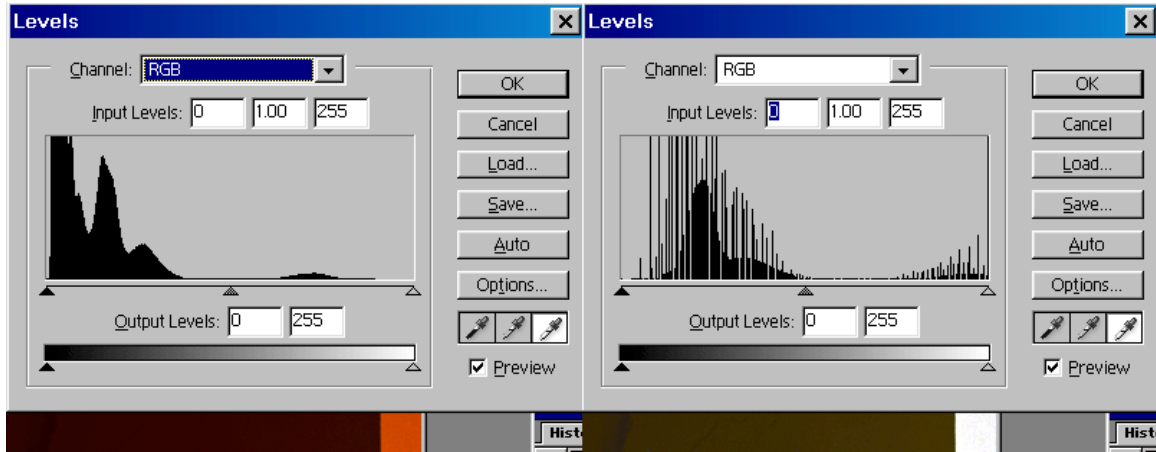 Levels
Channel: RGB
Input Levels: 0 1.00 255
Output Levels: 0 255
OK
Cancel
Load...
Save...
Auto
Options...
Preview
Hist
Levels
Channel: RGB
Input Levels: 0 1.00 255
Output Levels: 0 255
OK
Cancel
Load...
Save...
Auto
Options...
Preview
Hist